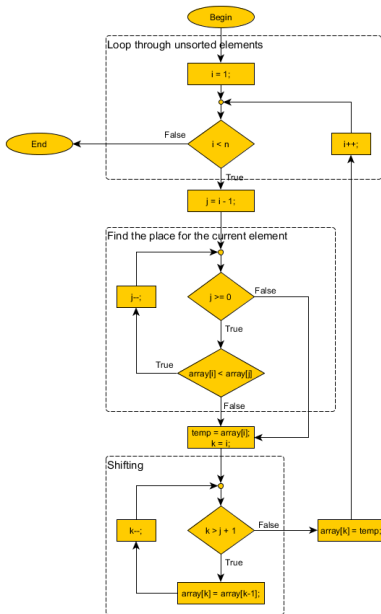 Begin
Loop through unsorted elements
i = 1;
False
End
i < n
i++;
True
j = i - 1;
Find the place for the current element
j--;
j >= 0
False
True
True
array[i] < array[j]
False
temp = array[i];
k = i;
Shifting
k--;
k > j + 1
False
array[k] = temp;
True
array[k] = array[k-1];